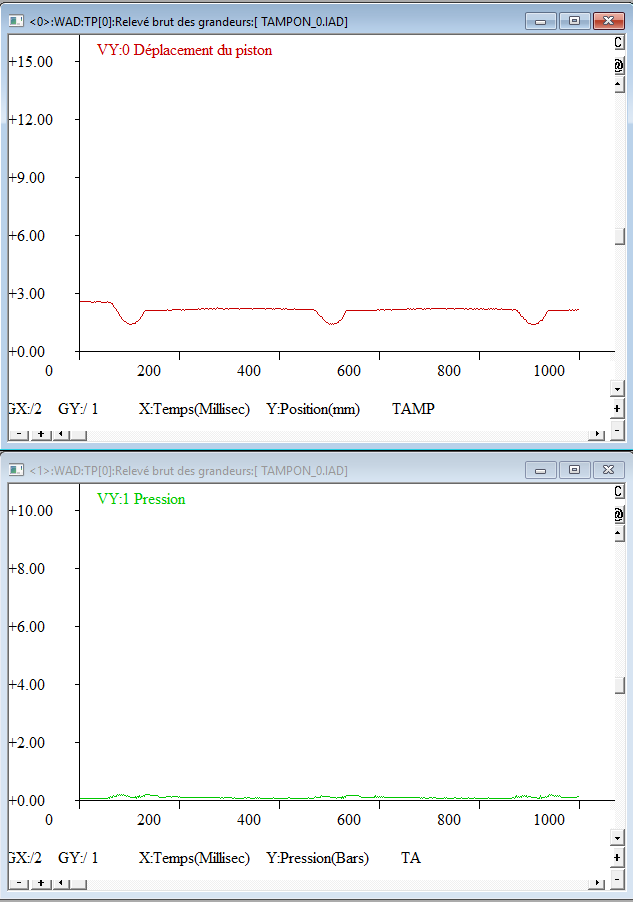 <0>:WAD:TP[0]:Relevé brut des grandeurs:[ TAMPON_0.IAD]
VY:0 Déplacement du piston
C
@
+15.00
+12.00
+9.00
+6.00
+3.00
+0.00
0 200 400 600 800 1000
GX:/2 GY:/ 1 X:Temps(Millisec) Y:Position(mm) TAMP
<1>:WAD:TP[0]:Relevé brut des grandeurs:[ TAMPON_0.IAD]
VY:1 Pression
C
@
+10.00
+8.00
+6.00
+4.00
+2.00
+0.00
0 200 400 600 800 1000
GX:/2 GY:/ 1 X:Temps(Millisec) Y:Pression(Bars) TA